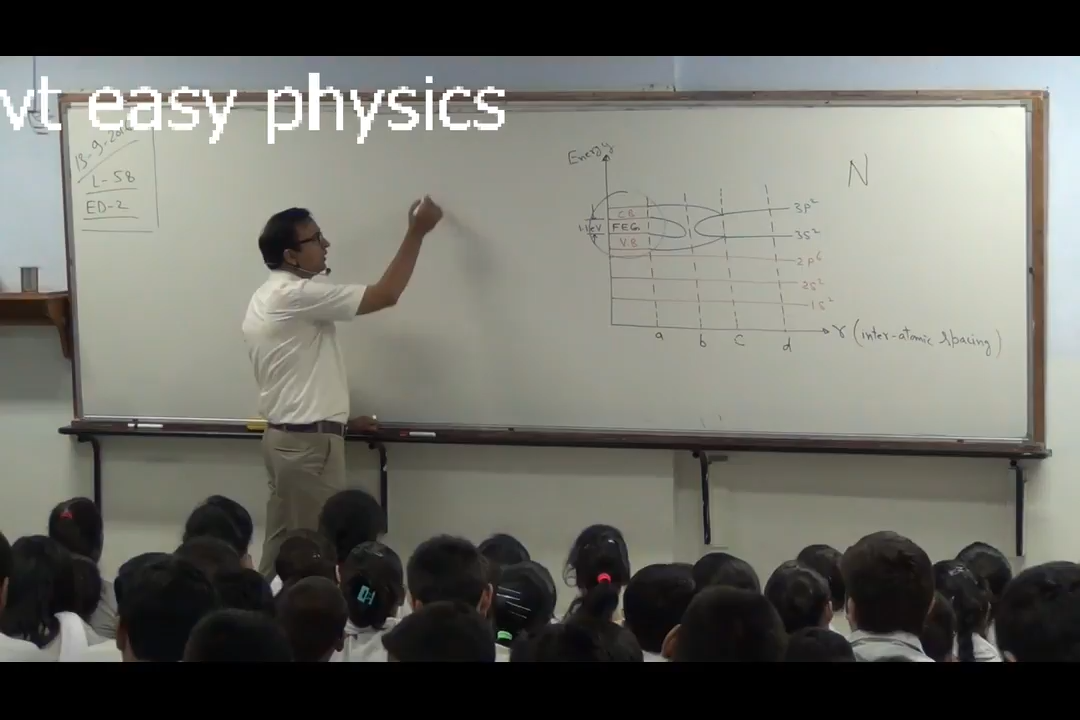 vt easy physics
13-9-20
L-58
ED-2
Energy
N
3p²
CB
1.1eV
FEG
3s²
VB
2p⁶
2s²
1s²
a b c d
r (inter-atomic spacing)